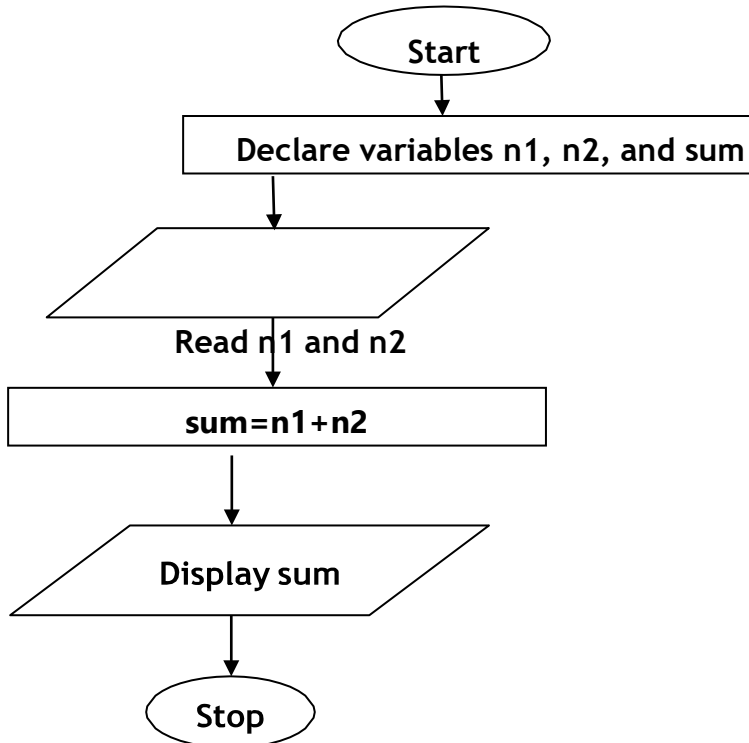 Start
Declare variables n1, n2, and sum
Read n1 and n2
sum=n1+n2
Display sum
Stop